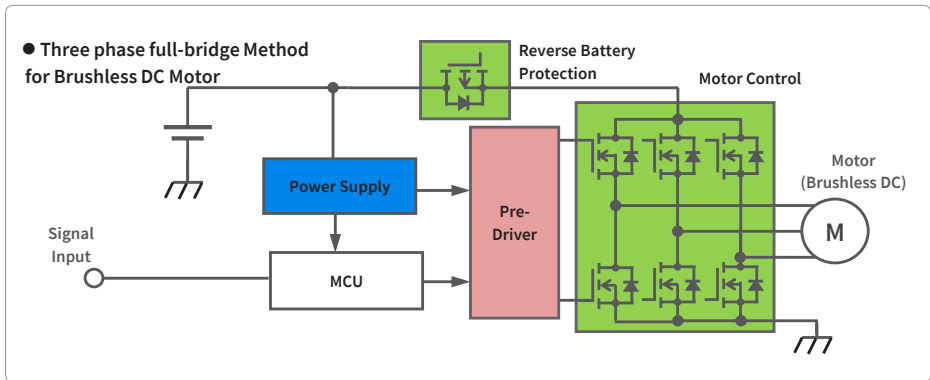 ● Three phase full-bridge Method
for Brushless DC Motor
Reverse Battery
Protection
Motor Control
Power Supply
Pre-
Driver
Motor
(Brushless DC)
M
Signal
Input
MCU